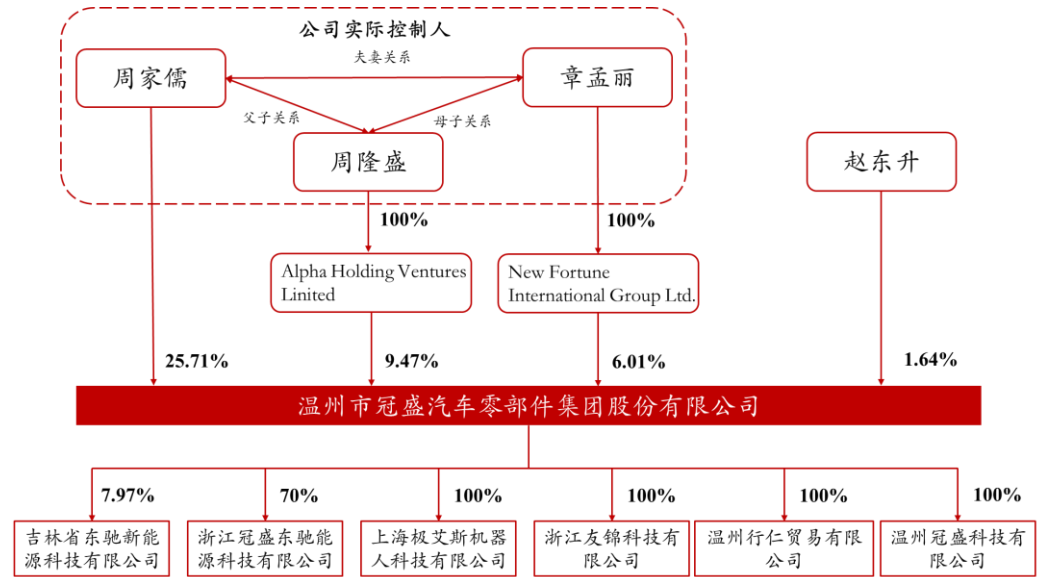 公司实际控制人
夫妻关系
周家儒
章孟丽
父子关系
母子关系
周隆盛
赵东升
100%
100%
Alpha Holding Ventures
Linited
New Fortune
International Group Ltd.
25.71%
9.47%
6.01%
1.64%
温州市冠盛汽车零部件集团股份有限公司
7.97%
70%
100%
100%
100%
100%
吉林省东驰新能
源科技有限公司
浙江冠盛东驰能
源科技有限公司
上海极艾斯机器
人科技有限公司
浙江友锦科技有
限公司
温州行仁贸易有限
公司
温州冠盛科技有
限公司